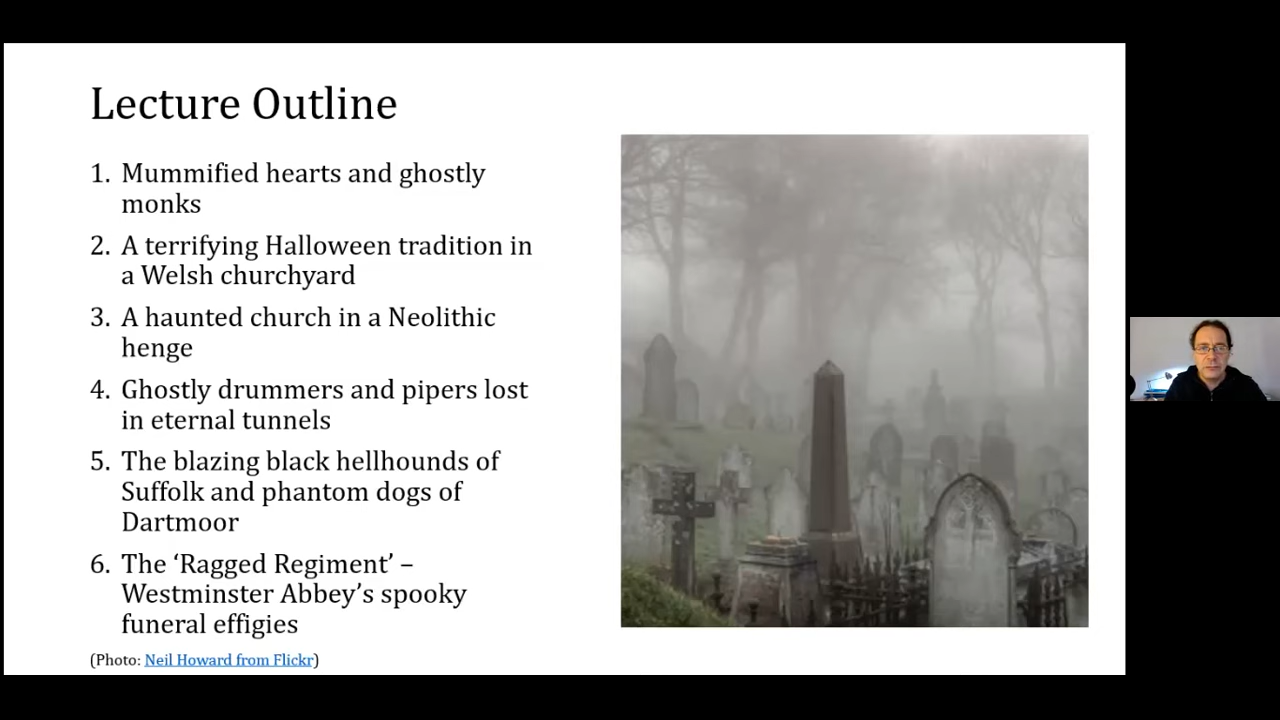 Lecture Outline
1. Mummified hearts and ghostly
monks
2. A terrifying Halloween tradition in
a Welsh churchyard
3. A haunted church in a Neolithic
henge
4. Ghostly drummers and pipers lost
in eternal tunnels
5. The blazing black hellhounds of
Suffolk and phantom dogs of
Dartmoor
6. The ‘Ragged Regiment’ –
Westminster Abbey’s spooky
funeral effigies
(Photo: Neil Howard from Flickr)